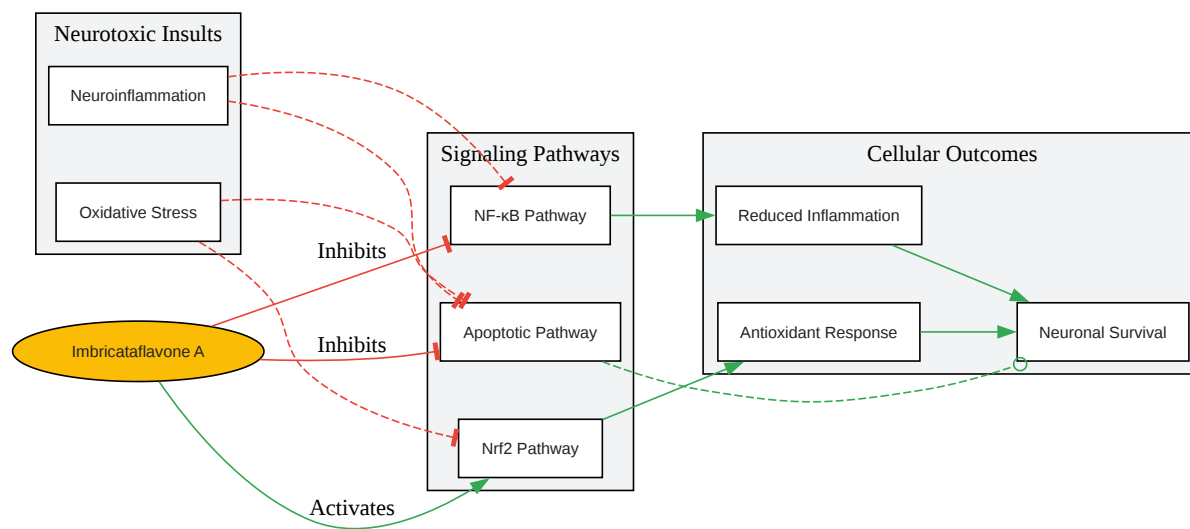 Neurotoxic Insults
Neuroinflammation
Oxidative Stress
Imbricataflavone A
Inhibits
Inhibits
Activates
Signaling Pathways
NF-κB Pathway
Apoptotic Pathway
Nrf2 Pathway
Cellular Outcomes
Reduced Inflammation
Antioxidant Response
Neuronal Survival